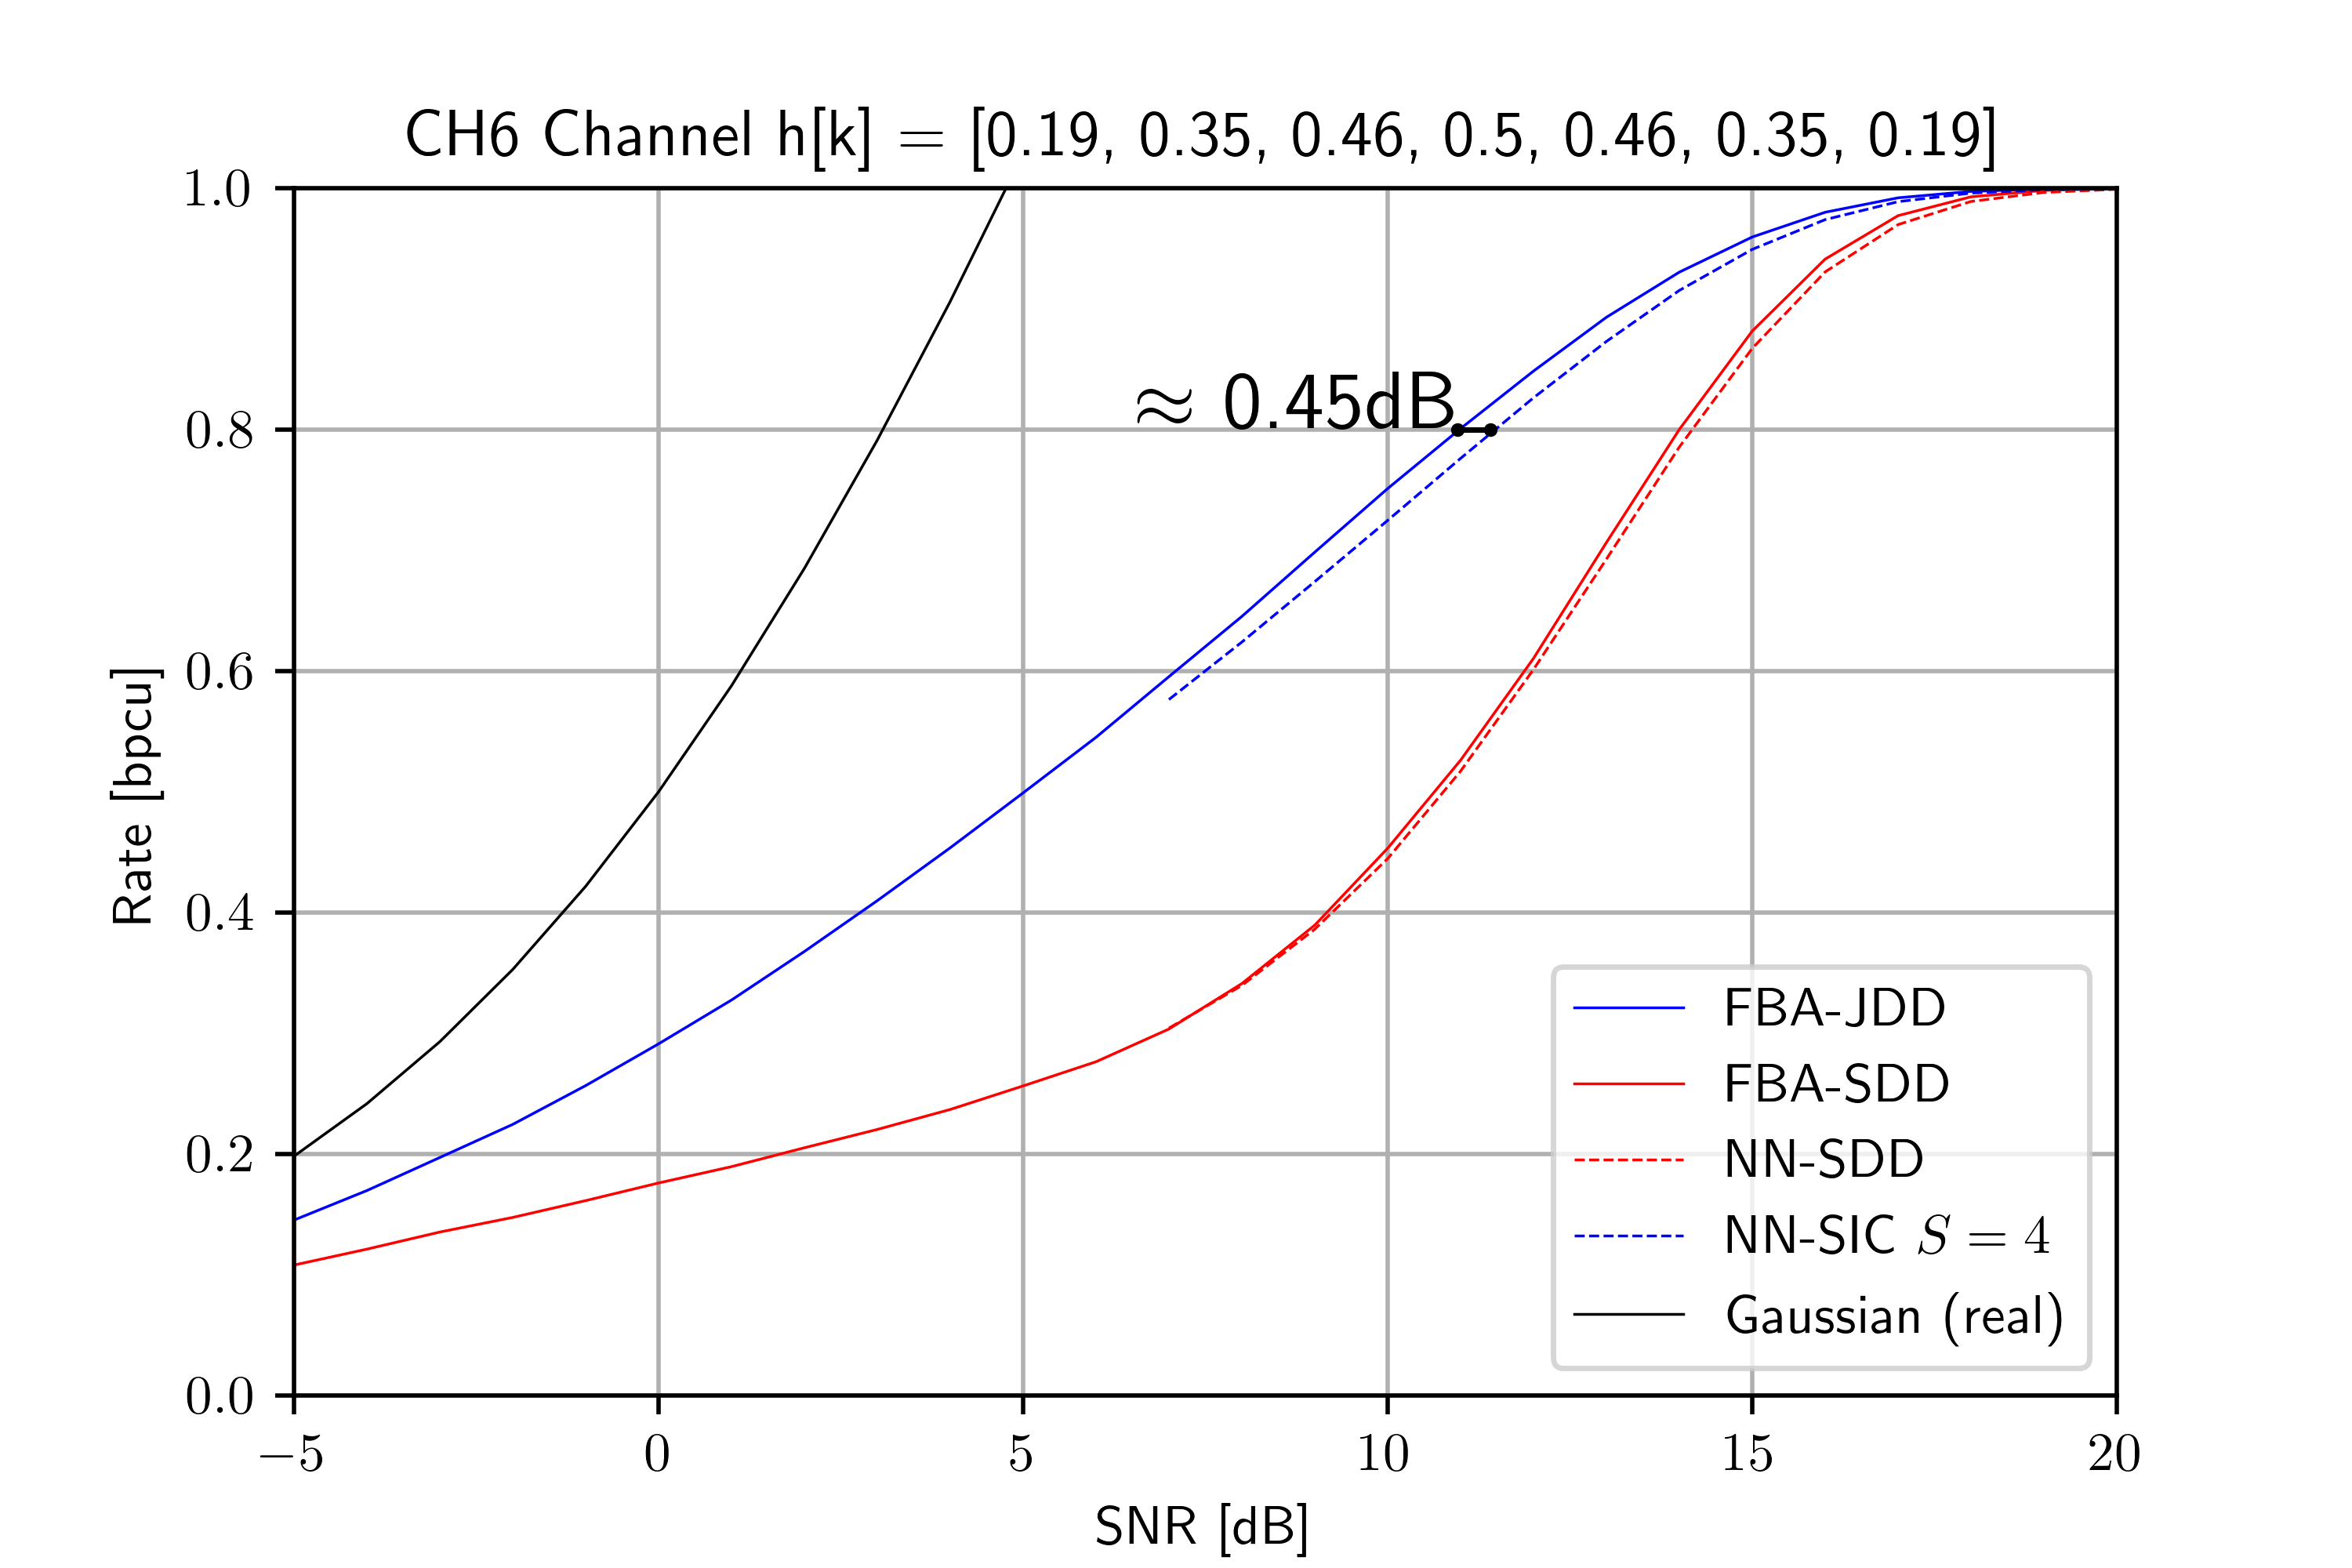 CH6 Channel h[k] = [0.19, 0.35, 0.46, 0.5, 0.46, 0.35, 0.19]
1.0
0.8
0.6
0.4
0.2
0.0
Rate [bpcu]
≈ 0.45dB
FBA-JDD
FBA-SDD
NN-SDD
NN-SIC S = 4
Gaussian (real)
−5 0 5 10 15 20
SNR [dB]